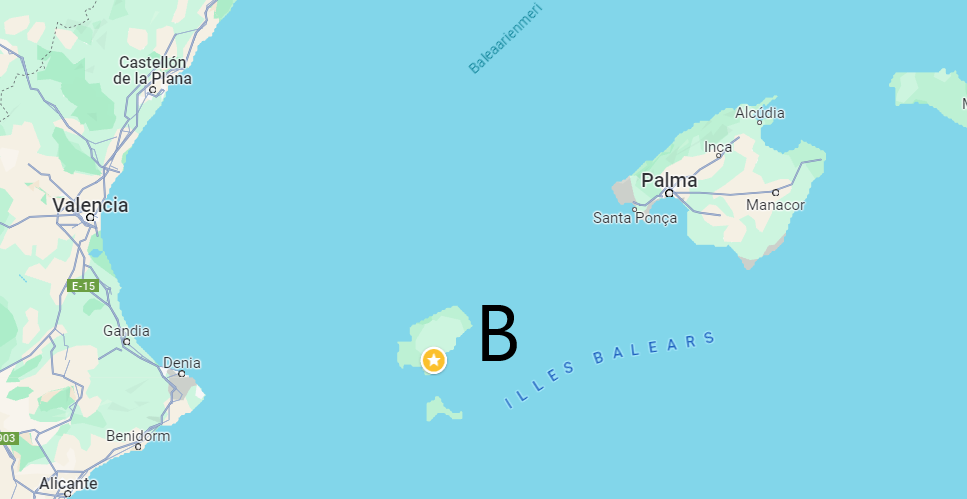 Baleaarienmeri
Castellón
de la Plana
Alcúdia
M
Inca
Palma
Valencia
Manacor
Santa Ponça
E-15
B
Gandia
ILLES BALEARS
Denia
Benidorm
903
Alicante